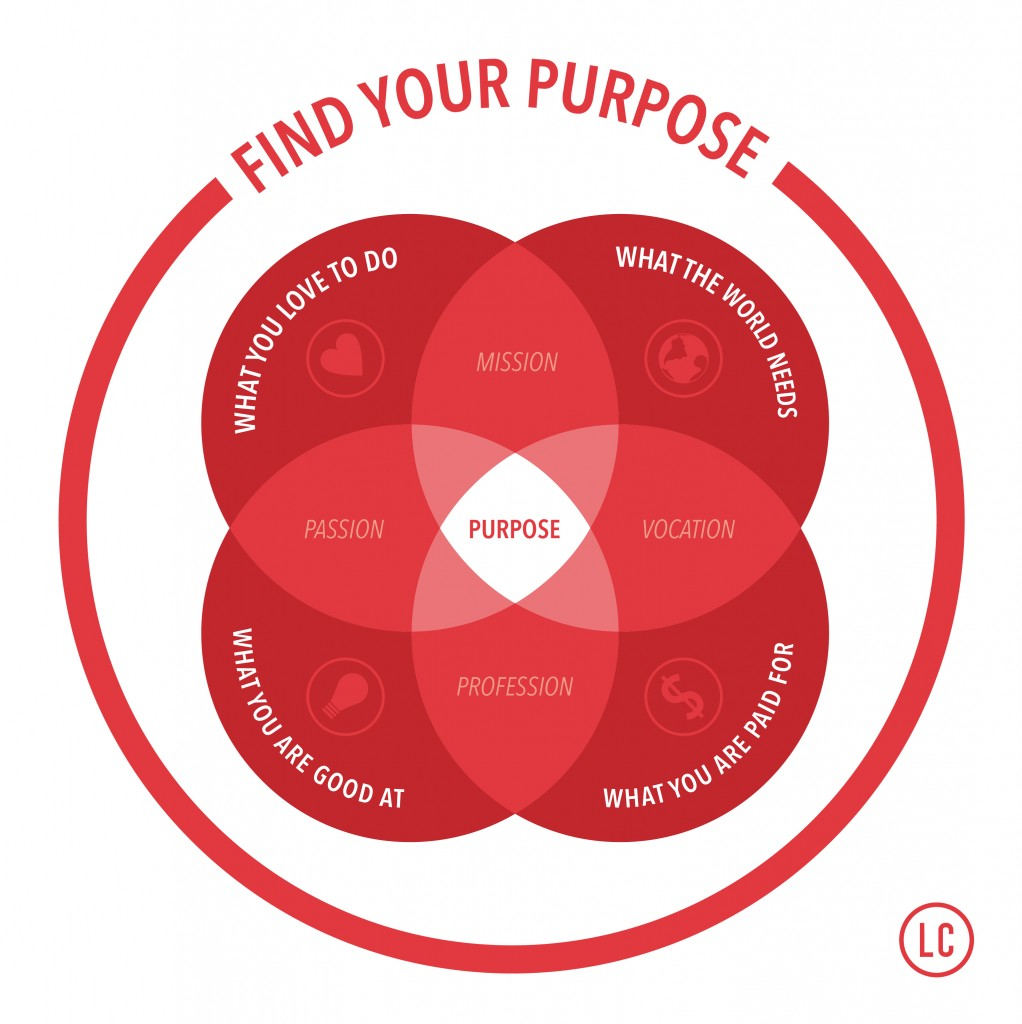 FIND YOUR PURPOSE
WHAT YOU LOVE TO DO
WHAT THE WORLD NEEDS
MISSION
PASSION
PURPOSE
VOCATION
PROFESSION
WHAT YOU ARE GOOD AT
WHAT YOU ARE PAID FOR
LC